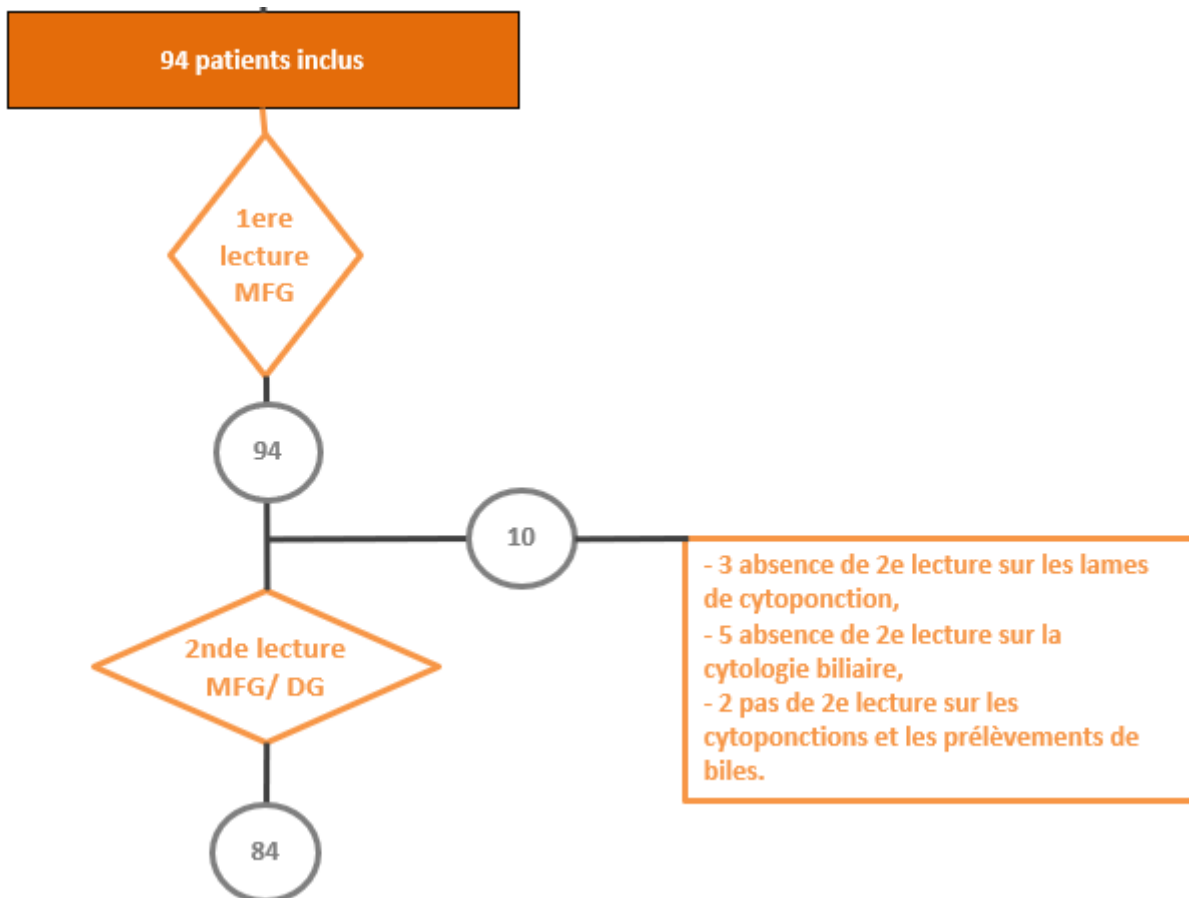 94 patients inclus
1ere
lecture
MFG
94
10
- 3 absence de 2e lecture sur les lames
de cytoponction,
- 5 absence de 2e lecture sur la
cytologie biliaire,
- 2 pas de 2e lecture sur les
cytoponctions et les prélèvements de
biles.
2nde lecture
MFG/ DG
84